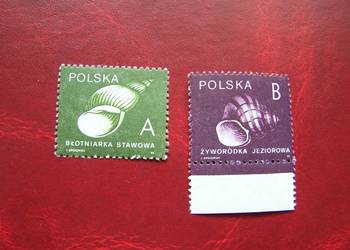 POLSKA
A
BŁOTNIARKA STAWOWA
POLSKA
B
ŻYWORÓDKA JEZIOROWA